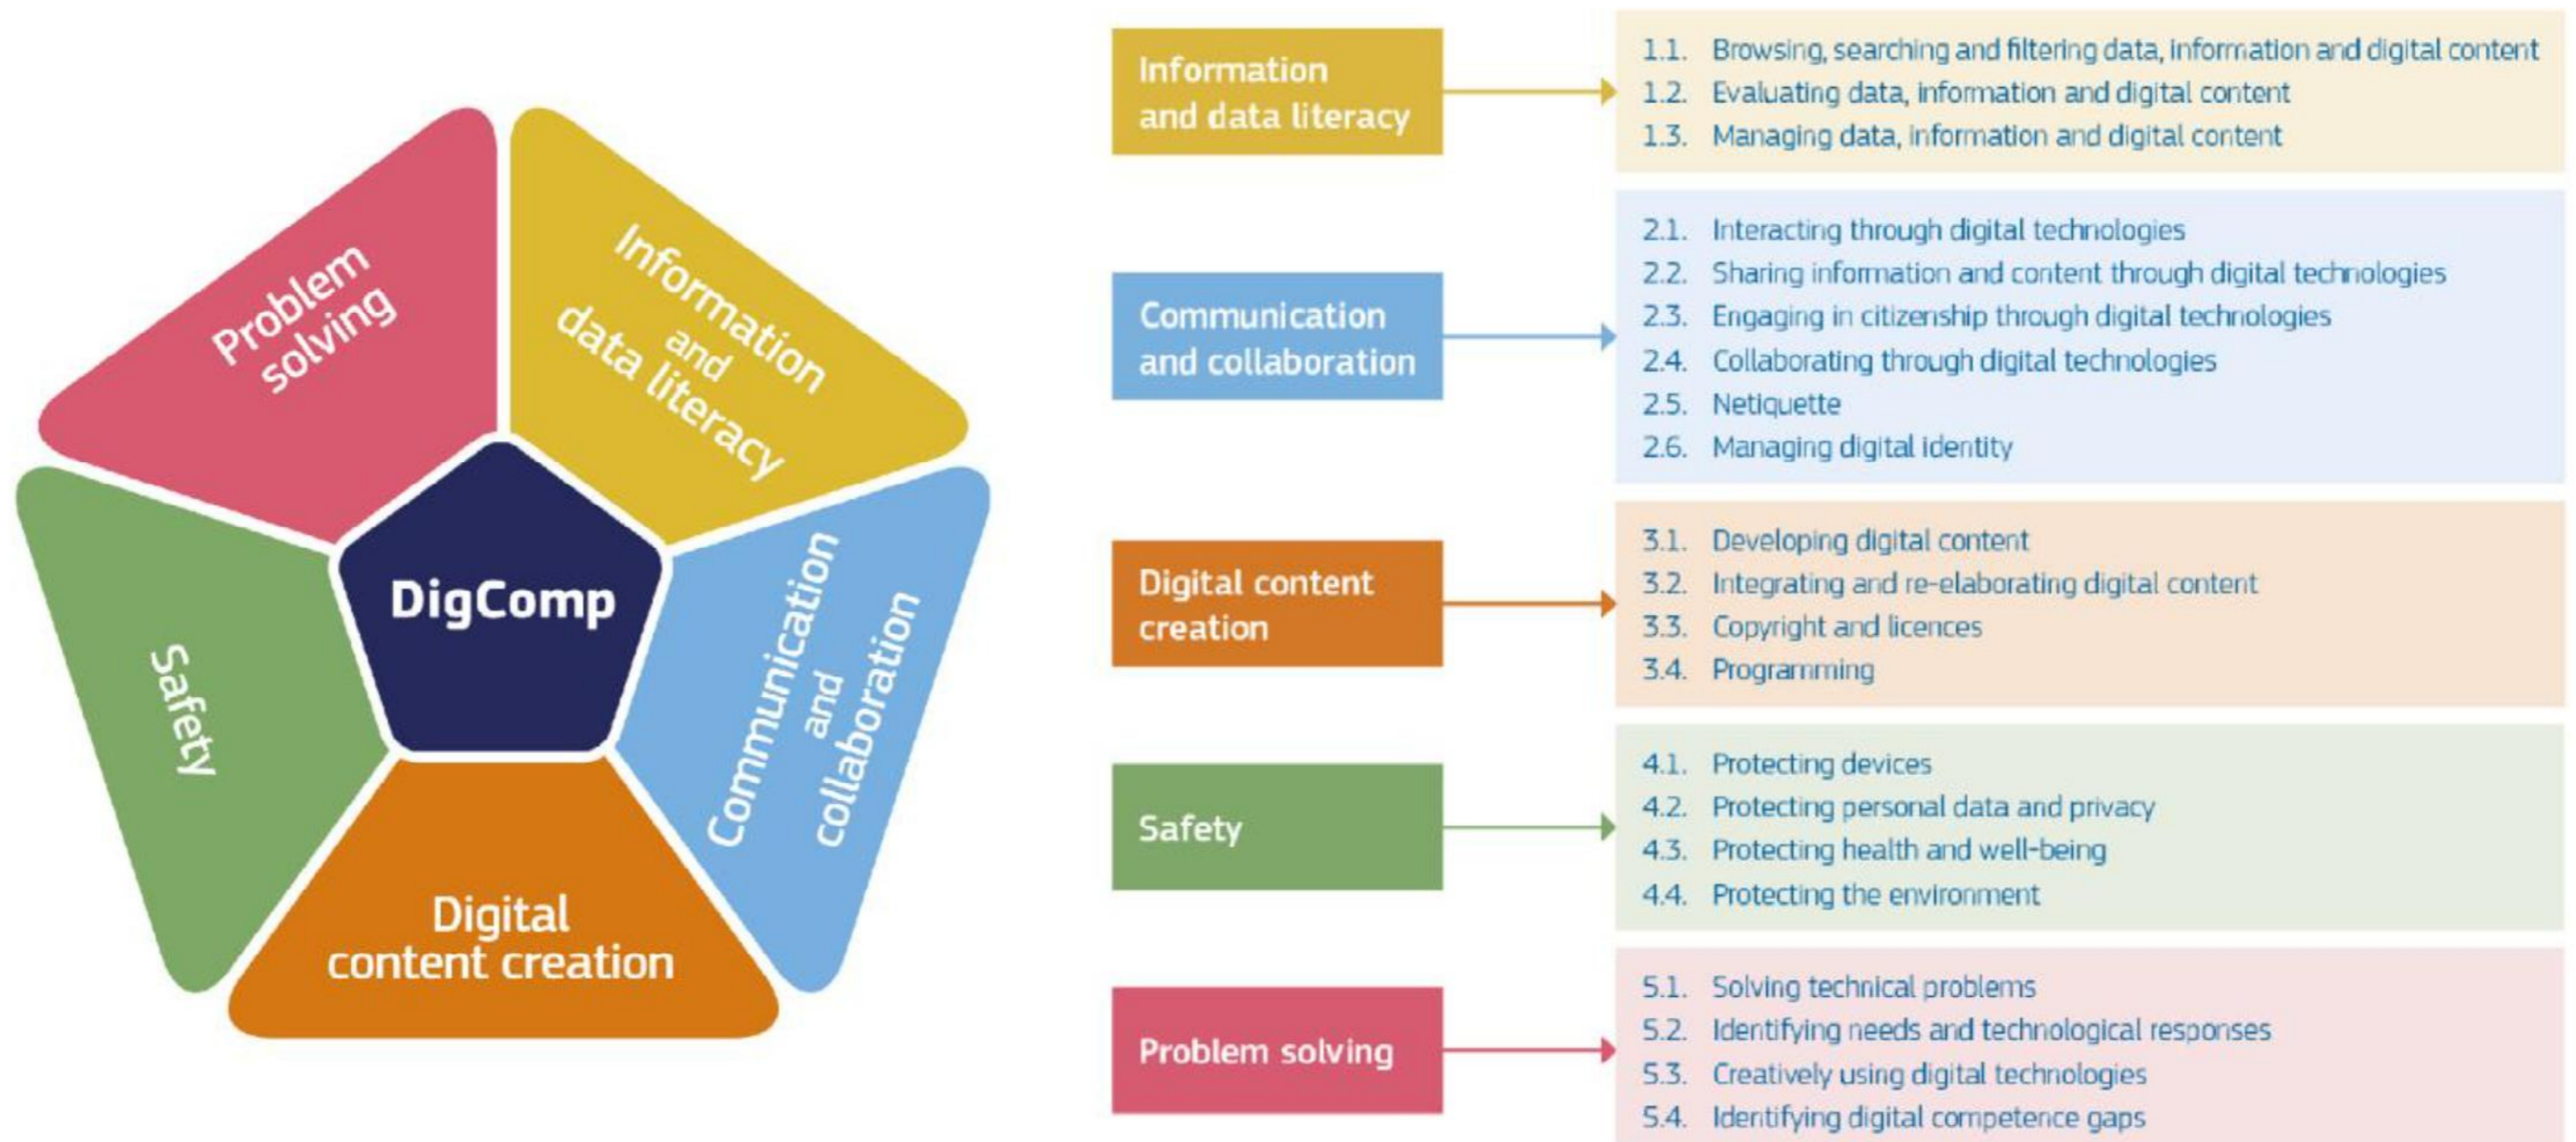 Problem
solving
Information
and
data literacy
DigComp
Safety
Communication
and
collaboration
Digital
content creation
Information
and data literacy
1.1. Browsing, searching and filtering data, information and digital content
1.2. Evaluating data, information and digital content
1.3. Managing data, information and digital content
Communication
and collaboration
2.1. Interacting through digital technologies
2.2. Sharing information and content through digital technologies
2.3. Engaging in citizenship through digital technologies
2.4. Collaborating through digital technologies
2.5. Netiquette
2.6. Managing digital identity
Digital content
creation
3.1. Developing digital content
3.2. Integrating and re-elaborating digital content
3.3. Copyright and licences
3.4. Programming
Safety
4.1. Protecting devices
4.2. Protecting personal data and privacy
4.3. Protecting health and well-being
4.4. Protecting the environment
Problem solving
5.1. Solving technical problems
5.2. Identifying needs and technological responses
5.3. Creatively using digital technologies
5.4. Identifying digital competence gaps